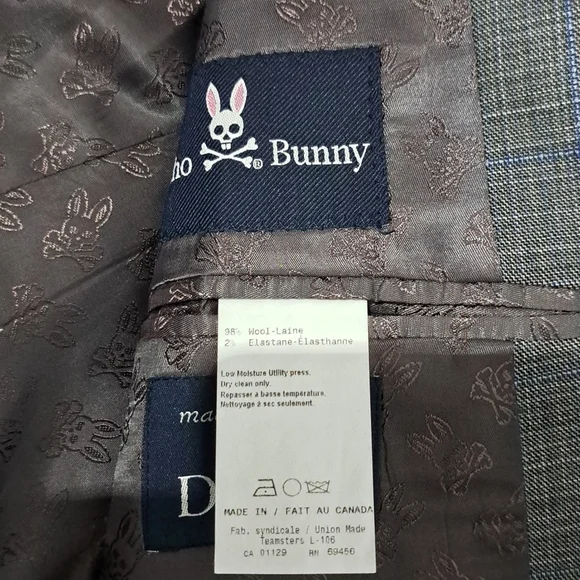 ho ® Bunny
98% Wool-Laine
2% Elastane-Élasthanne
Low Moisture Utility press.
Dry clean only.
Repasser à basse température.
Nettoyage à sec seulement.
ma
D
MADE IN / FAIT AU CANADA
Fab. syndicale / Union Made
Teamsters L-106
CA 01129 RN 69456